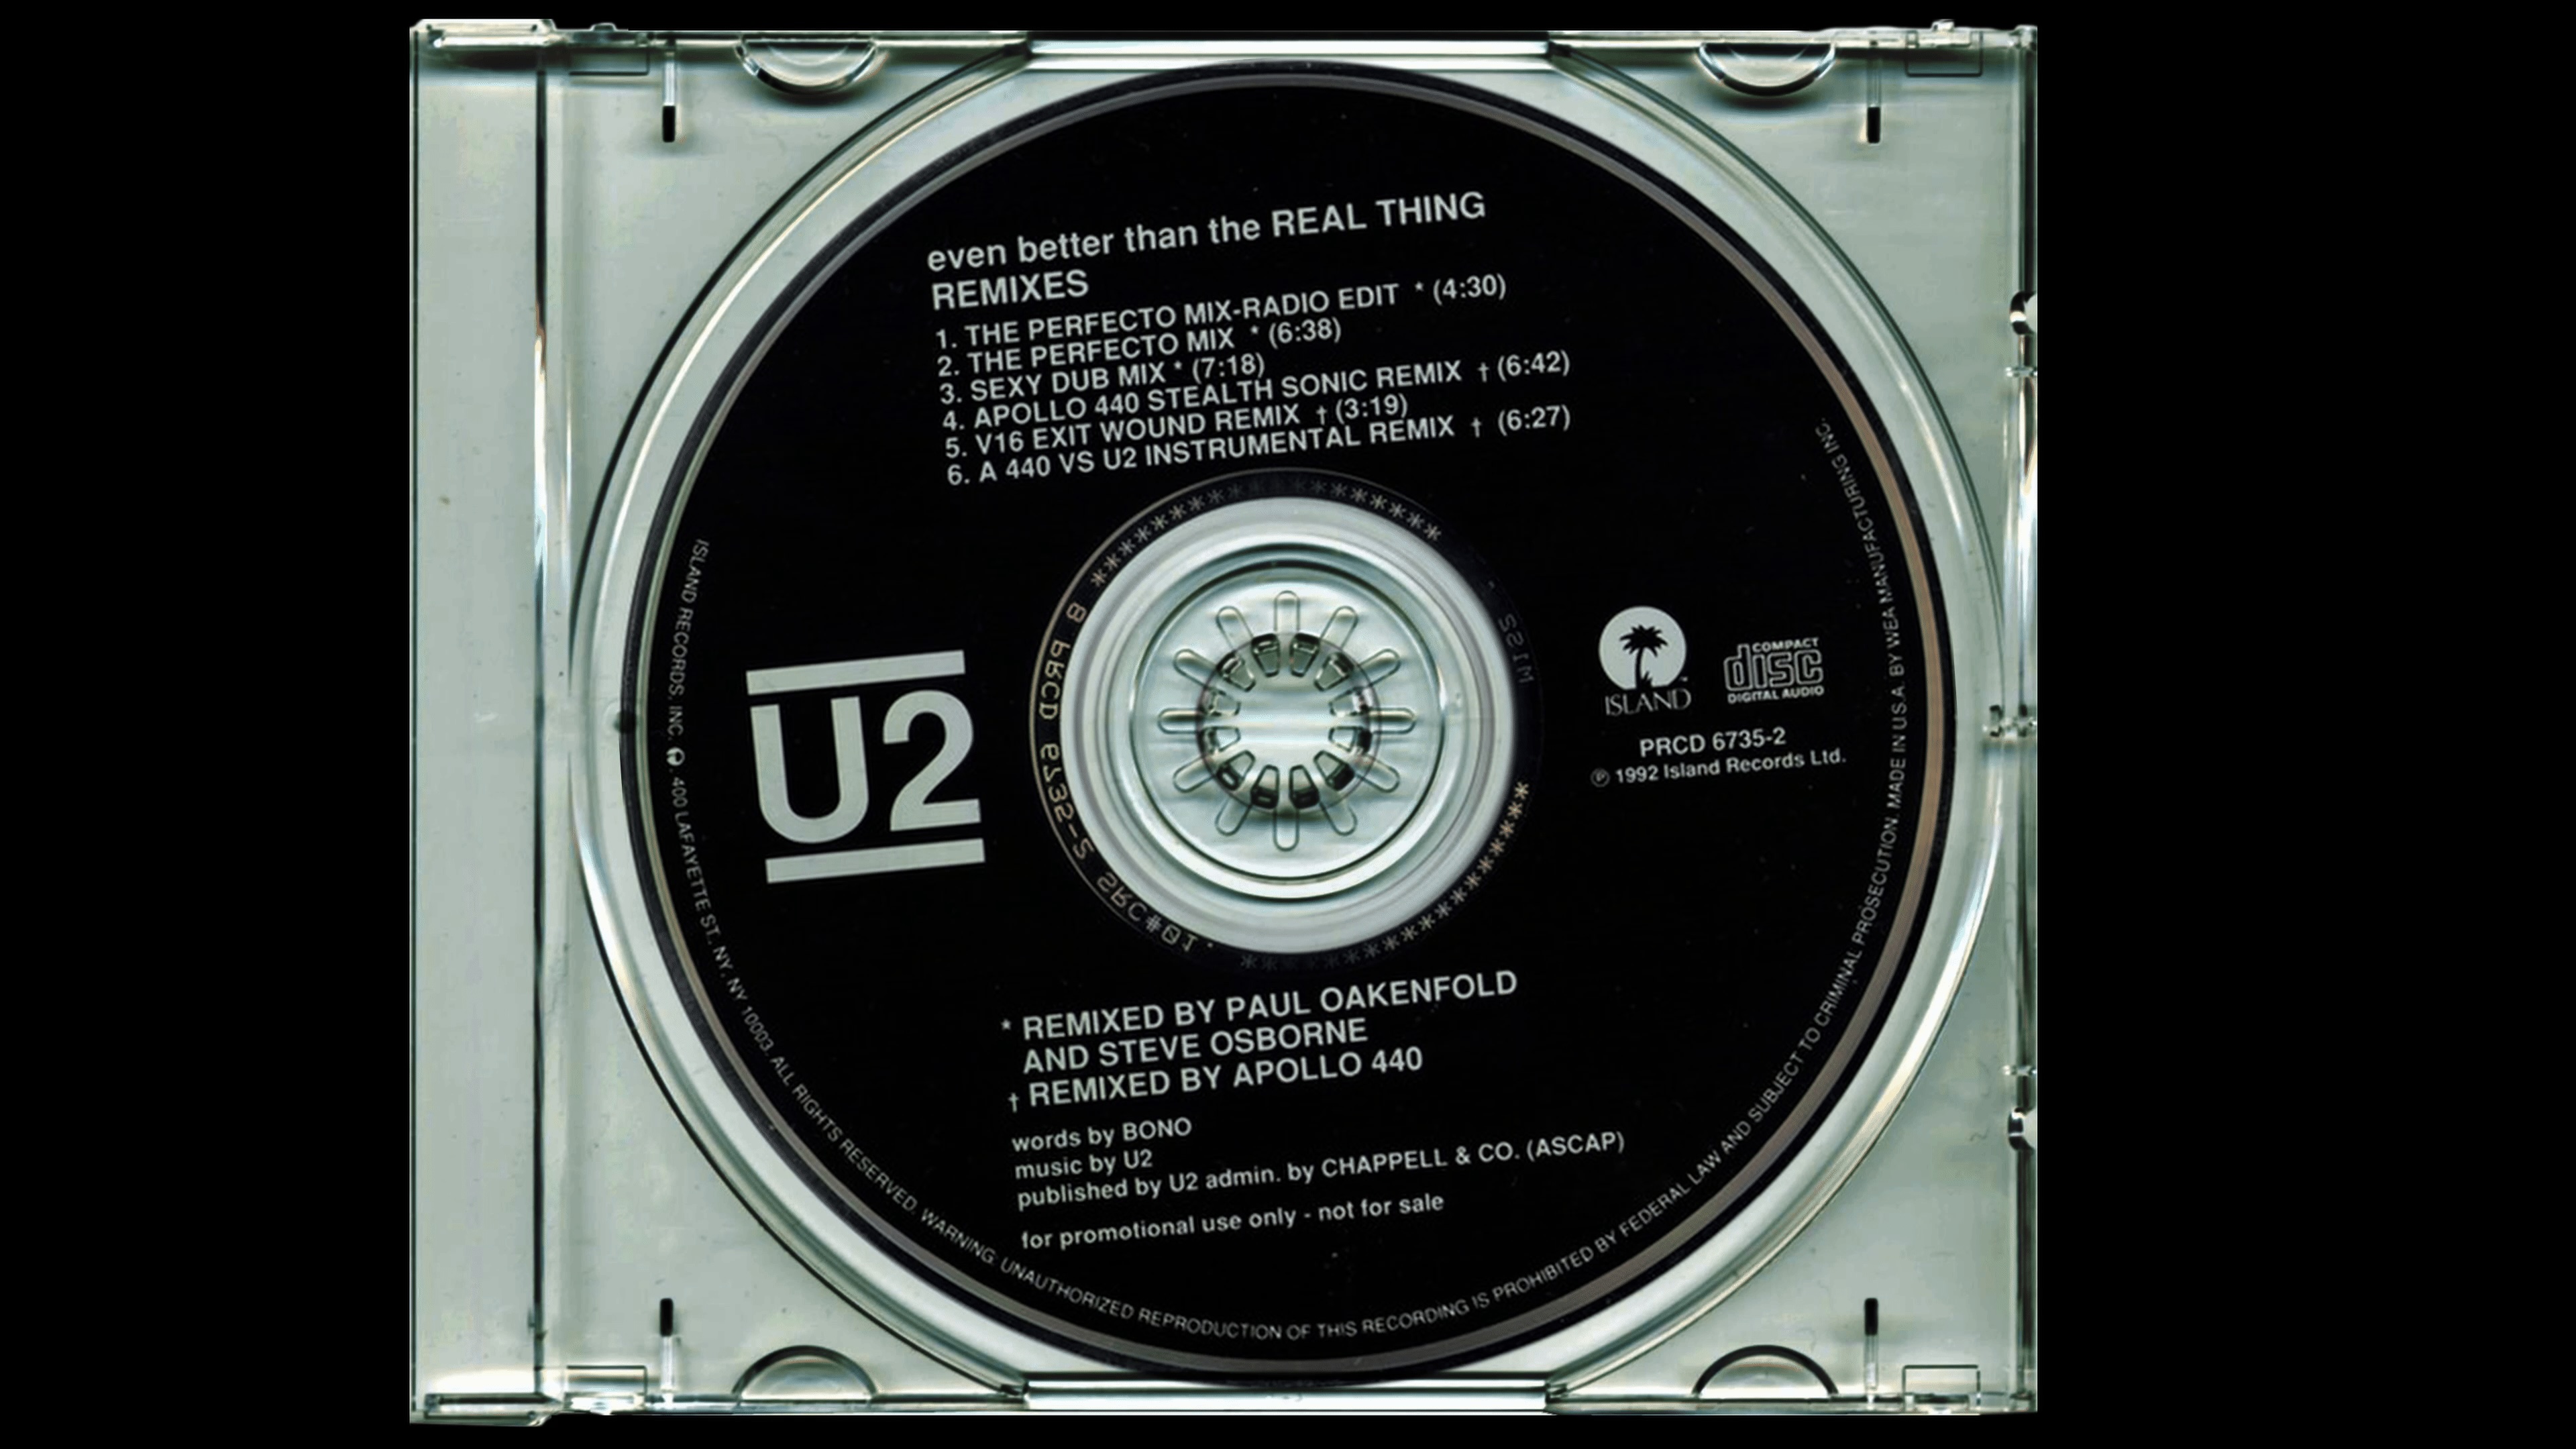 even better than the REAL THING
REMIXES
1. THE PERFECTO MIX-RADIO EDIT * (4:30)
2. THE PERFECTO MIX * (6:38)
3. SEXY DUB MIX * (7:18)
4. APOLLO 440 STEALTH SONIC REMIX † (6:42)
5. V16 EXIT WOUND REMIX † (3:19)
6. A 440 VS U2 INSTRUMENTAL REMIX † (6:27)
U2
ISLAND
COMPACT
disc
DIGITAL AUDIO
PRCD 6735-2
℗ 1992 Island Records Ltd.
* REMIXED BY PAUL OAKENFOLD
AND STEVE OSBORNE
† REMIXED BY APOLLO 440
words by BONO
music by U2
published by U2 admin. by CHAPPELL & CO. (ASCAP)
for promotional use only - not for sale
ISLAND RECORDS, INC. 400 LAFAYETTE ST. NY. NY 10003. ALL RIGHTS RESERVED. WARNING. UNAUTHORIZED REPRODUCTION OF THIS RECORDING IS PROHIBITED BY FEDERAL LAW AND SUBJECT TO CRIMINAL PROSECUTION. MADE IN U.S.A. BY WEA MANUFACTURING INC.